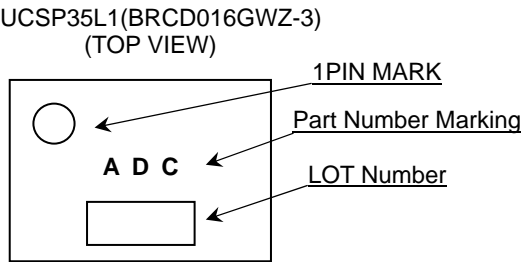 UCSP35L1(BRCD016GWZ-3)
(TOP VIEW)
1PIN MARK
Part Number Marking
A D C
LOT Number